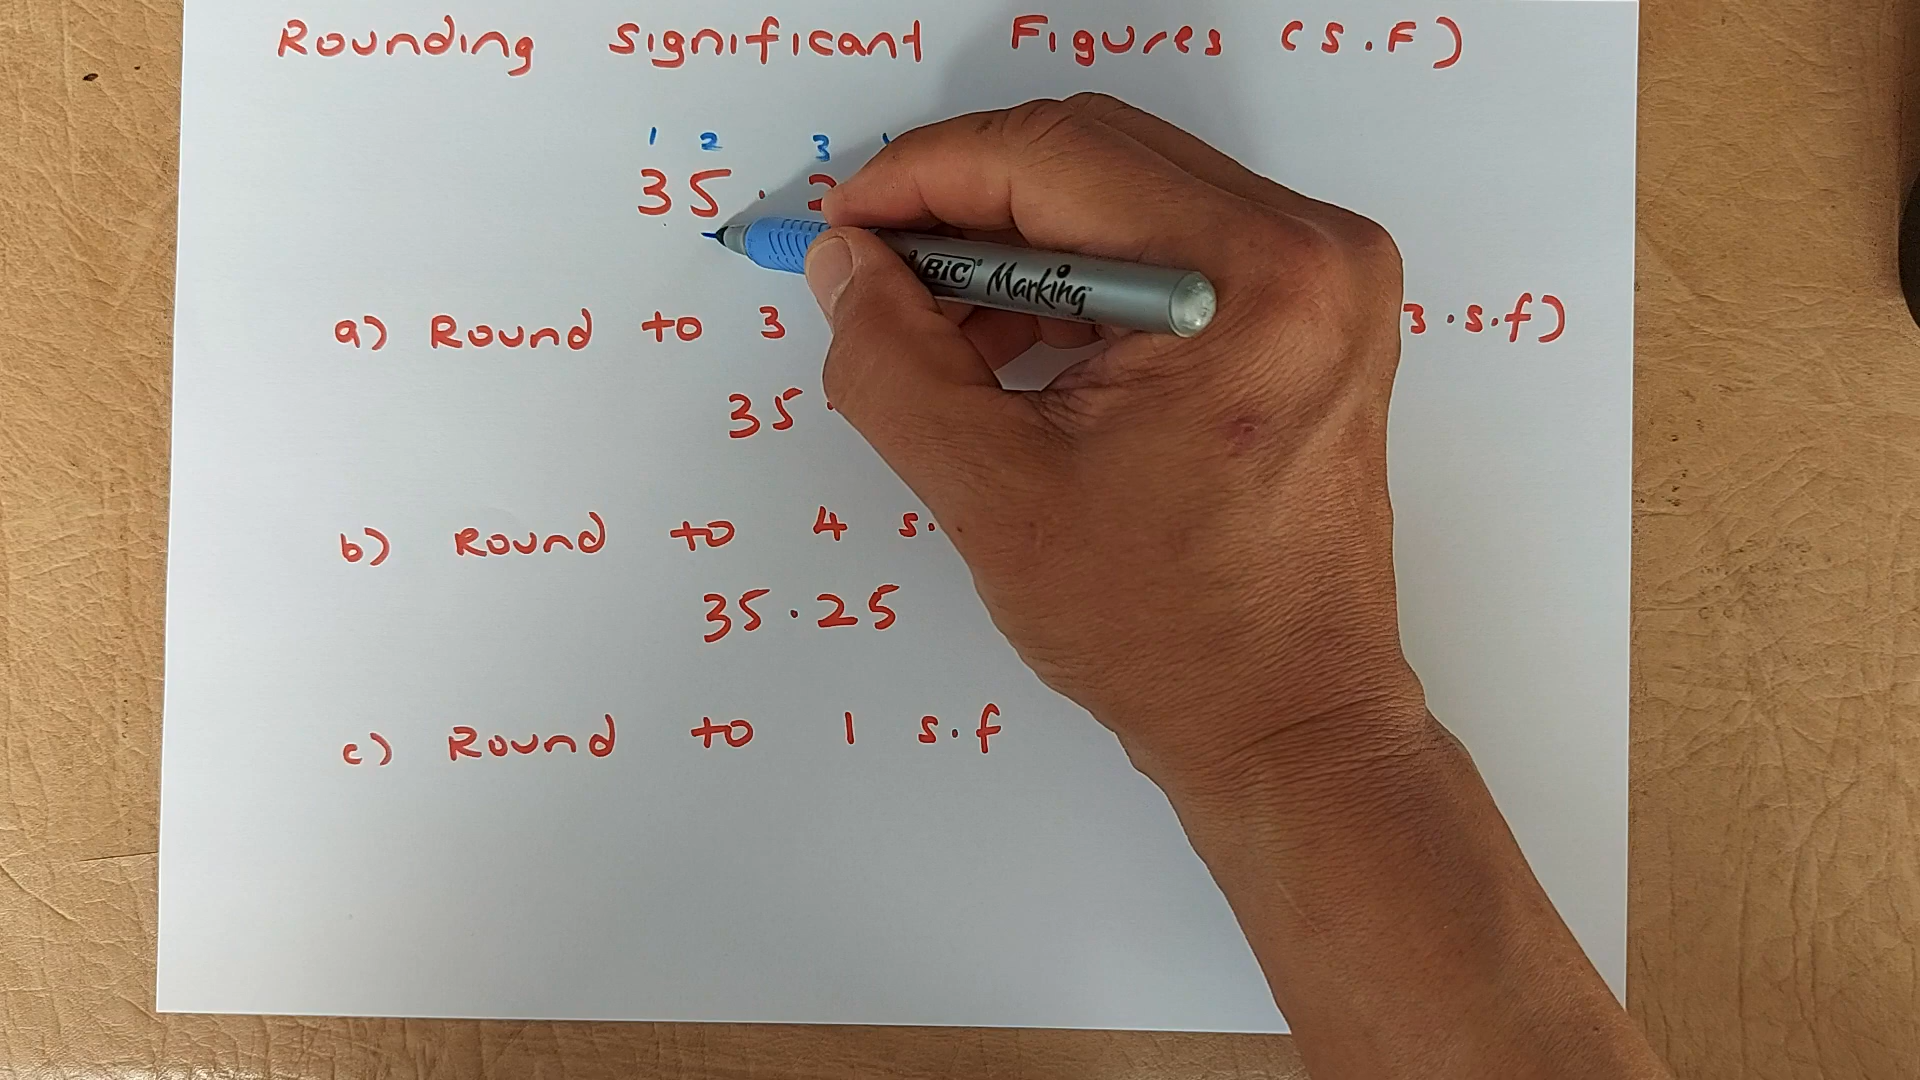 Rounding Significant Figures (S.F)
1 2 3
35.2
BIC Marking
a) Round to 3 3.s.f)
35.
b) Round to 4 s.
35.25
c) Round to 1 s.f